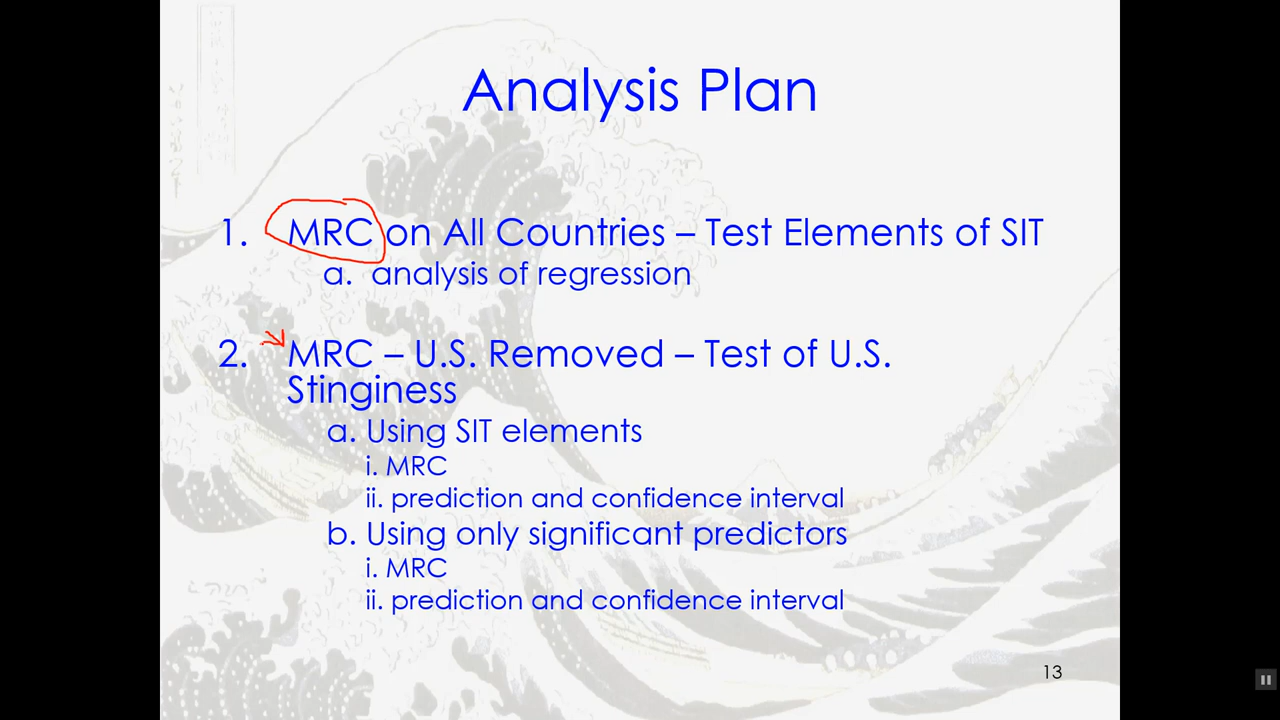 Analysis Plan
1. MRC on All Countries – Test Elements of SIT
a. analysis of regression
2. MRC – U.S. Removed – Test of U.S.
Stinginess
a. Using SIT elements
i. MRC
ii. prediction and confidence interval
b. Using only significant predictors
i. MRC
ii. prediction and confidence interval
13